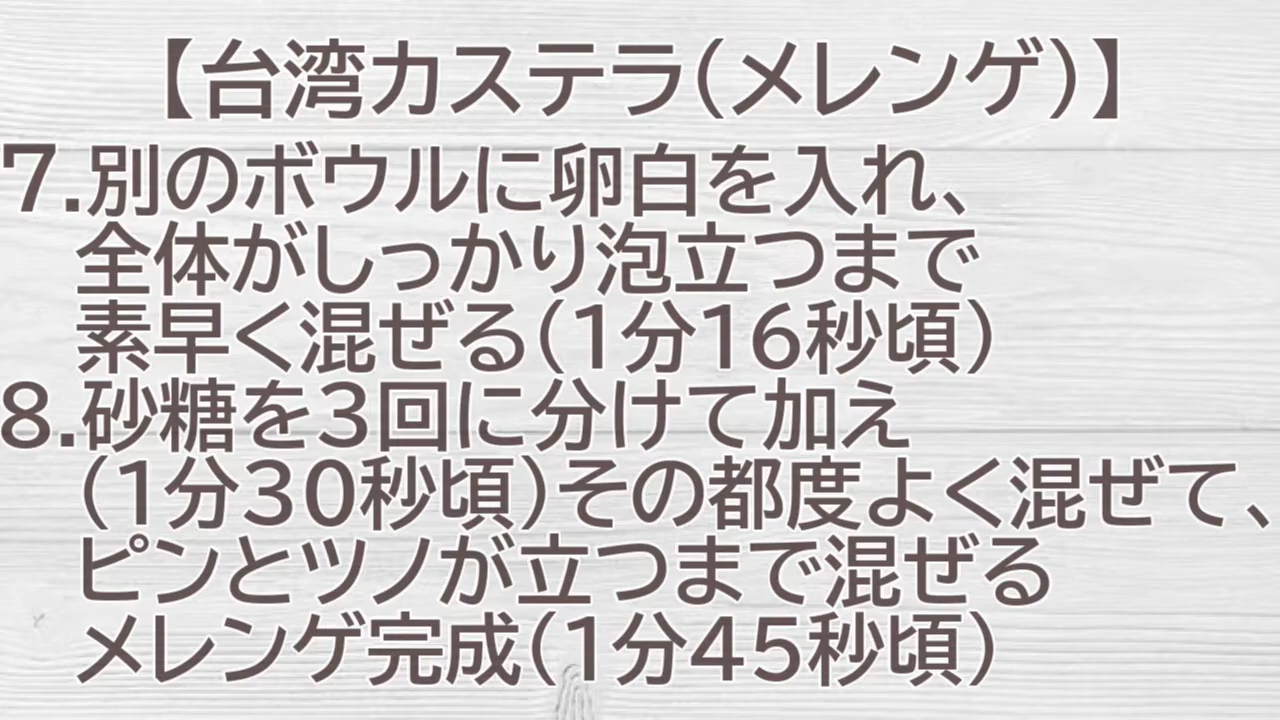 【台湾カステラ(メレンゲ)】
7.別のボウルに卵白を入れ、
全体がしっかり泡立つまで
素早く混ぜる(1分16秒頃)
8.砂糖を3回に分けて加え
(1分30秒頃)その都度よく混ぜて、
ピンとツノが立つまで混ぜる
メレンゲ完成(1分45秒頃)